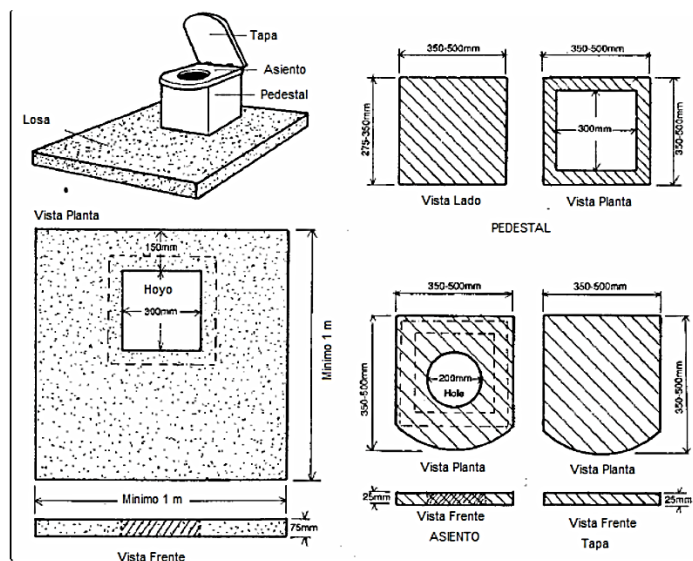 Tapa
Asiento
Pedestal
Losa
Vista Planta
150mm
Hoyo
300mm
Minimo 1 m
Minimo 1 m
75mm
Vista Frente
350-500mm
275-350mm
Vista Lado
350-500mm
300mm
350-500mm
Vista Planta
PEDESTAL
350-500mm
350-500mm
200mm
Hole
Vista Planta
25mm
Vista Frente
ASIENTO
350-500mm
350-500mm
Vista Planta
25mm
Vista Frente
Tapa